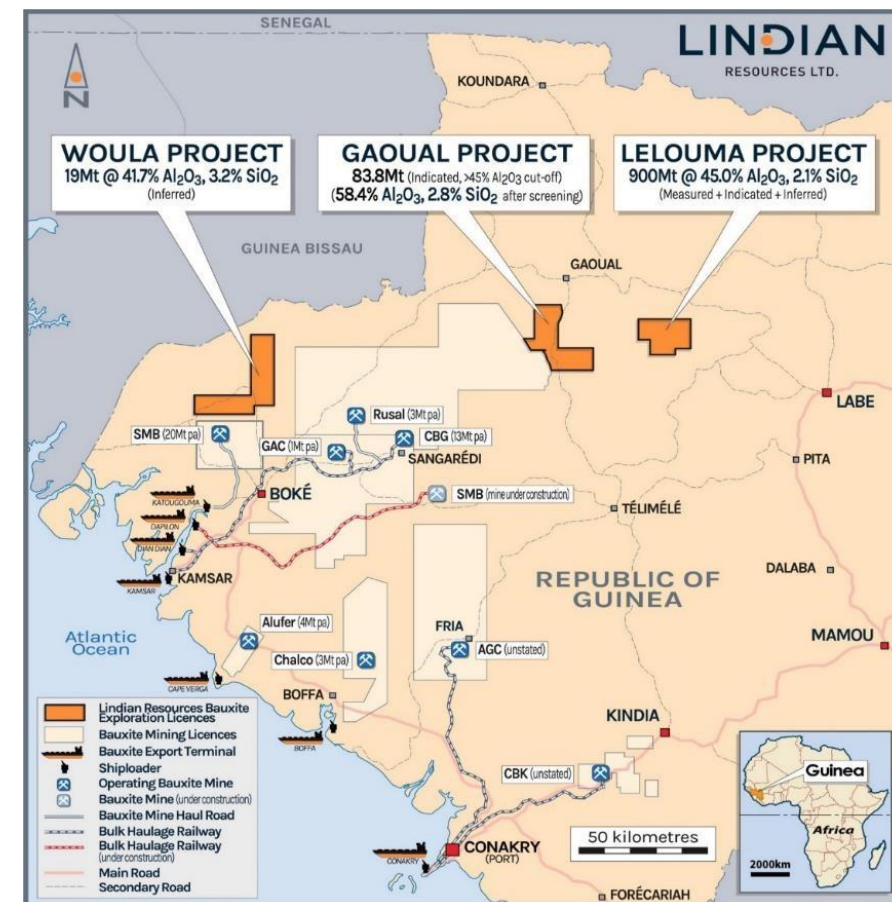 SENEGAL
LINDIAN
RESOURCES LTD.
N
KOUNDARA
WOULA PROJECT
19Mt @ 41.7% Al₂O₃, 3.2% SiO₂
(Inferred)
GAOUAL PROJECT
83.8Mt (Indicated, >45% Al₂O₃ cut-off)
(58.4% Al₂O₃, 2.8% SiO₂ after screening)
LELOUMA PROJECT
900Mt @ 45.0% Al₂O₃, 2.1% SiO₂
(Measured + Indicated + Inferred)
GUINEA BISSAU
GAOUAL
LABE
Rusal (3Mt pa)
SMB (20Mt pa)
GAC (1Mt pa)
CBG (13Mt pa)
SANGARÉDI
PITA
BOKÉ
SMB (mine under construction)
KATOUGOUMA
TÉLIMÉLÉ
DAPILON
DIAN DIAN
KAMSAR
KAMSAR
DALABA
REPUBLIC OF
GUINEA
Atlantic
Ocean
Alufer (4Mt pa)
FRIA
AGC (unstated)
MAMOU
Chalco (3Mt pa)
CAPE VERGA
BOFFA
BOFFA
KINDIA
CBK (unstated)
CONAKRY
CONAKRY
(PORT)
50 kilometres
FORÉCARIAH
Lindian Resources Bauxite
Exploration Licences
Bauxite Mining Licences
Bauxite Export Terminal
Shiploader
Operating Bauxite Mine
Bauxite Mine (under construction)
Bauxite Mine Haul Road
Bulk Haulage Railway
Bulk Haulage Railway
(under construction)
Main Road
Secondary Road
Guinea
Africa
2000km